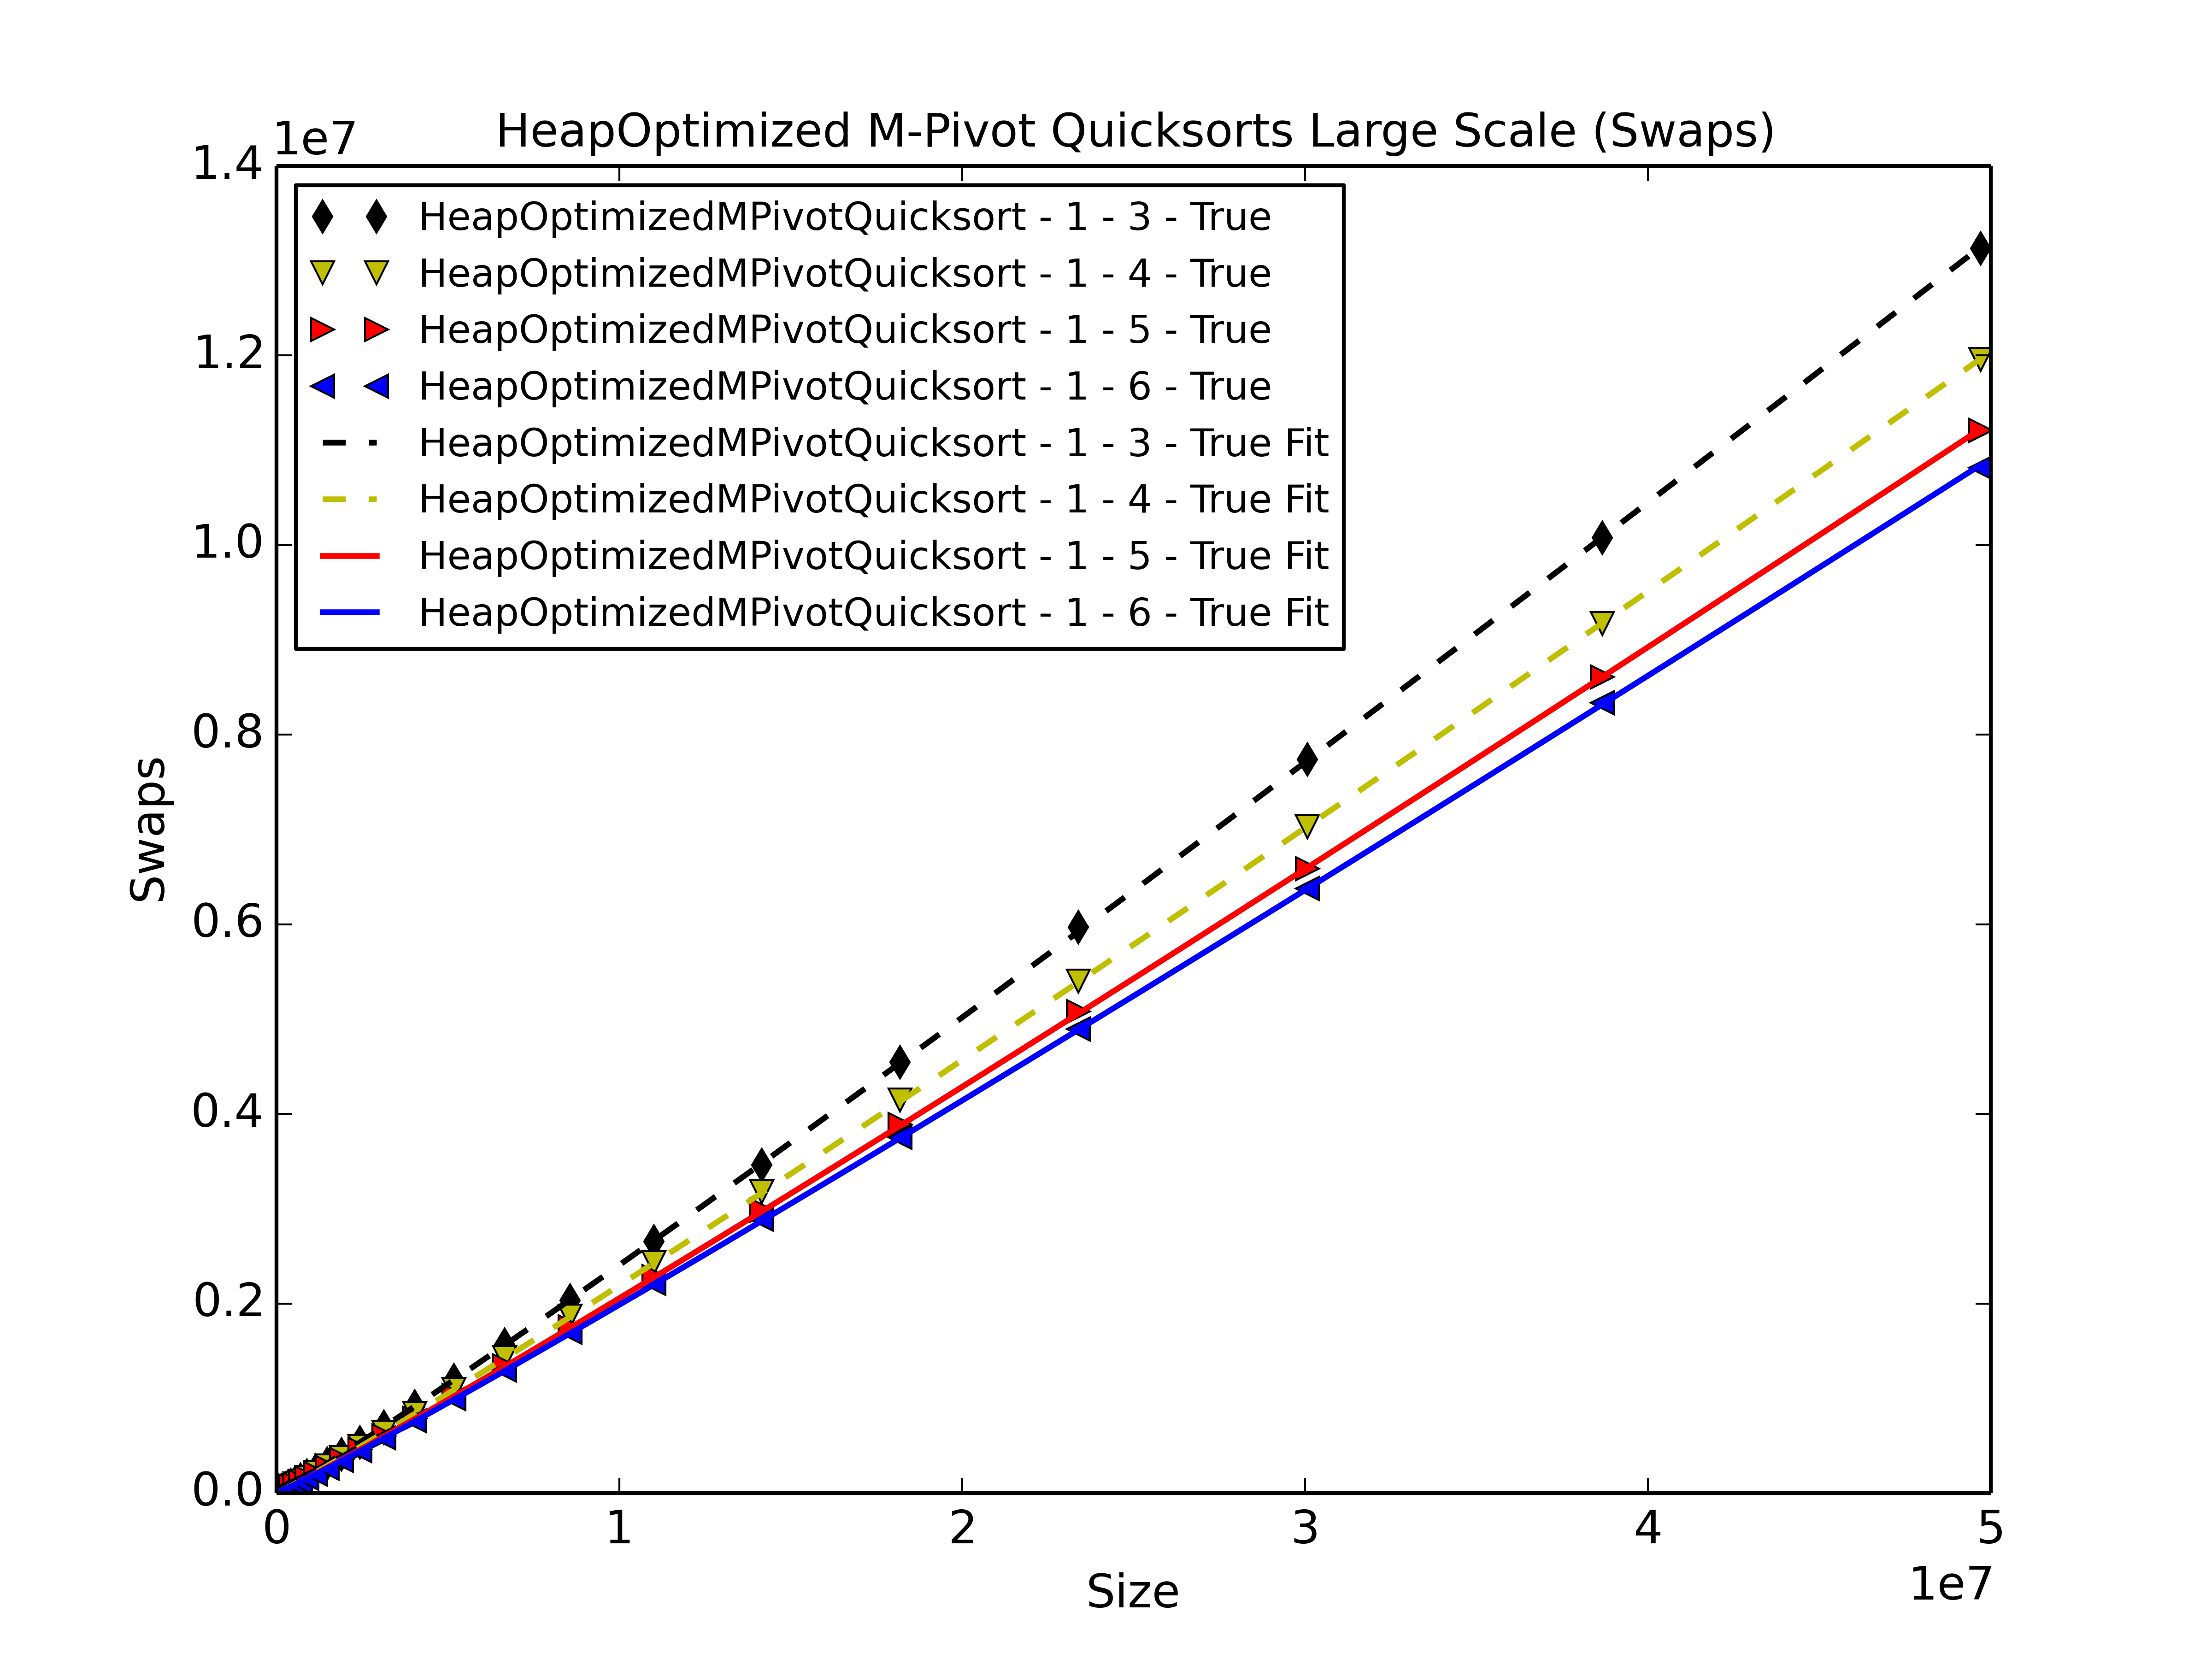 HeapOptimized M-Pivot Quicksorts Large Scale (Swaps)
1e7
1.4
1.2
1.0
0.8
0.6
0.4
0.2
0.0
Swaps
HeapOptimizedMPivotQuicksort - 1 - 3 - True
HeapOptimizedMPivotQuicksort - 1 - 4 - True
HeapOptimizedMPivotQuicksort - 1 - 5 - True
HeapOptimizedMPivotQuicksort - 1 - 6 - True
HeapOptimizedMPivotQuicksort - 1 - 3 - True Fit
HeapOptimizedMPivotQuicksort - 1 - 4 - True Fit
HeapOptimizedMPivotQuicksort - 1 - 5 - True Fit
HeapOptimizedMPivotQuicksort - 1 - 6 - True Fit
0 1 2 3 4 5
Size
1e7